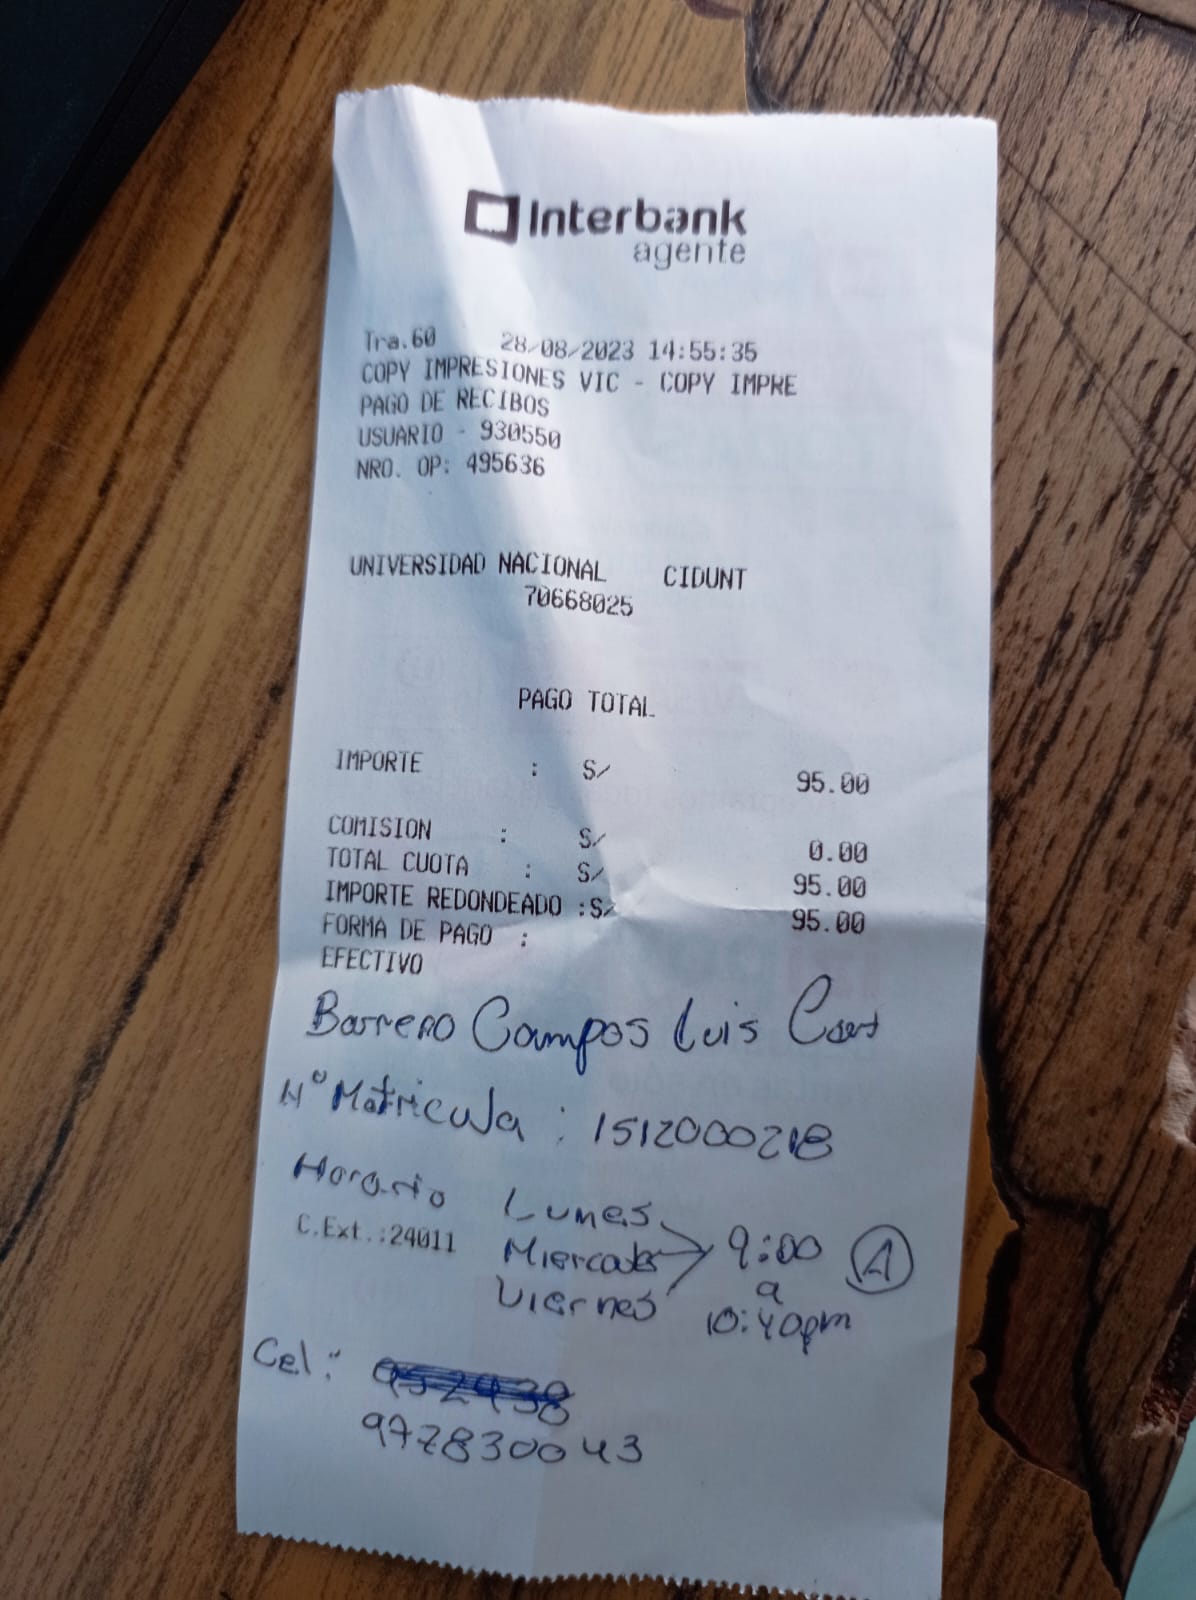 Interbank
agente
Tra.60 28/08/2023 14:55:35
COPY IMPRESIONES VIC - COPY IMPRE
PAGO DE RECIBOS
USUARIO - 930550
NRO. OP: 495636
UNIVERSIDAD NACIONAL CIDUNT
70668025
PAGO TOTAL
IMPORTE : S/ 95.00
COMISION : S/ 0.00
TOTAL CUOTA : S/ 95.00
IMPORTE REDONDEADO :S/ 95.00
FORMA DE PAGO :
EFECTIVO
Barrero Campos Luis
N° Matricula : 1512000218
Horario Lunes
C.Ext.:24011 Miercoles 9:00 A
Viernes a
10:40pm
Cel:
977830043